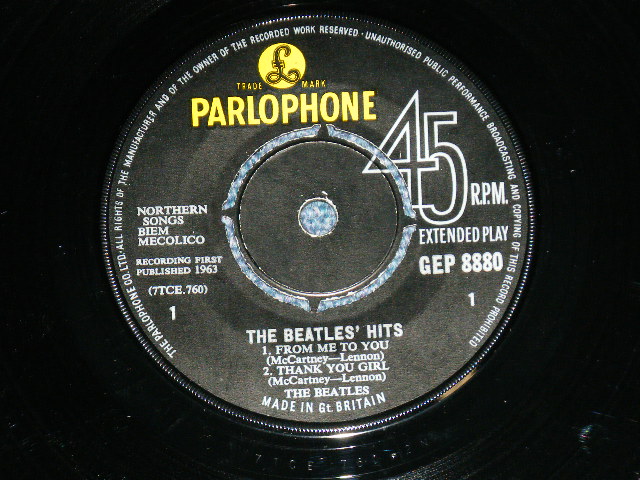 THE PARLOPHONE CO. LTD. · ALL RIGHTS OF THE MANUFACTURER AND OF THE OWNER OF THE RECORDED WORK RESERVED · UNAUTHORISED PUBLIC PERFORMANCE BROADCASTING AND COPYING OF THIS RECORD PROHIBITED
£
TRADE MARK
PARLOPHONE
45
R.P.M.
EXTENDED PLAY
GEP 8880
1
NORTHERN
SONGS
BIEM
MECOLICO
RECORDING FIRST
PUBLISHED 1963
(7TCE.760)
1
THE BEATLES' HITS
1. FROM ME TO YOU
(McCartney—Lennon)
2. THANK YOU GIRL
(McCartney—Lennon)
THE BEATLES
MADE IN Gt. BRITAIN